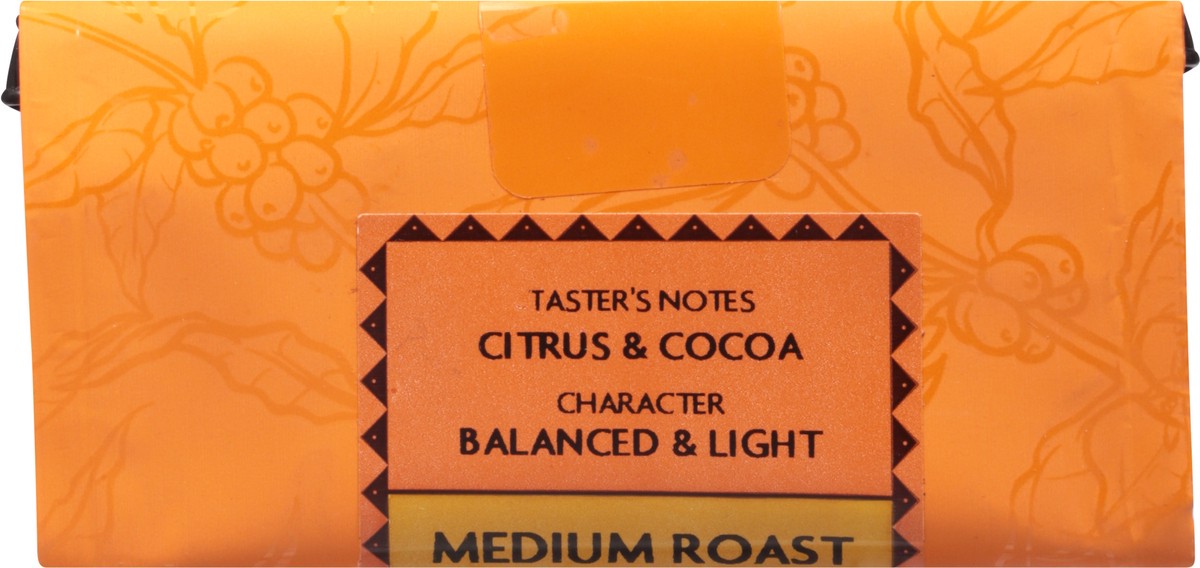 TASTER'S NOTES
CITRUS & COCOA
CHARACTER
BALANCED & LIGHT
MEDIUM ROAST